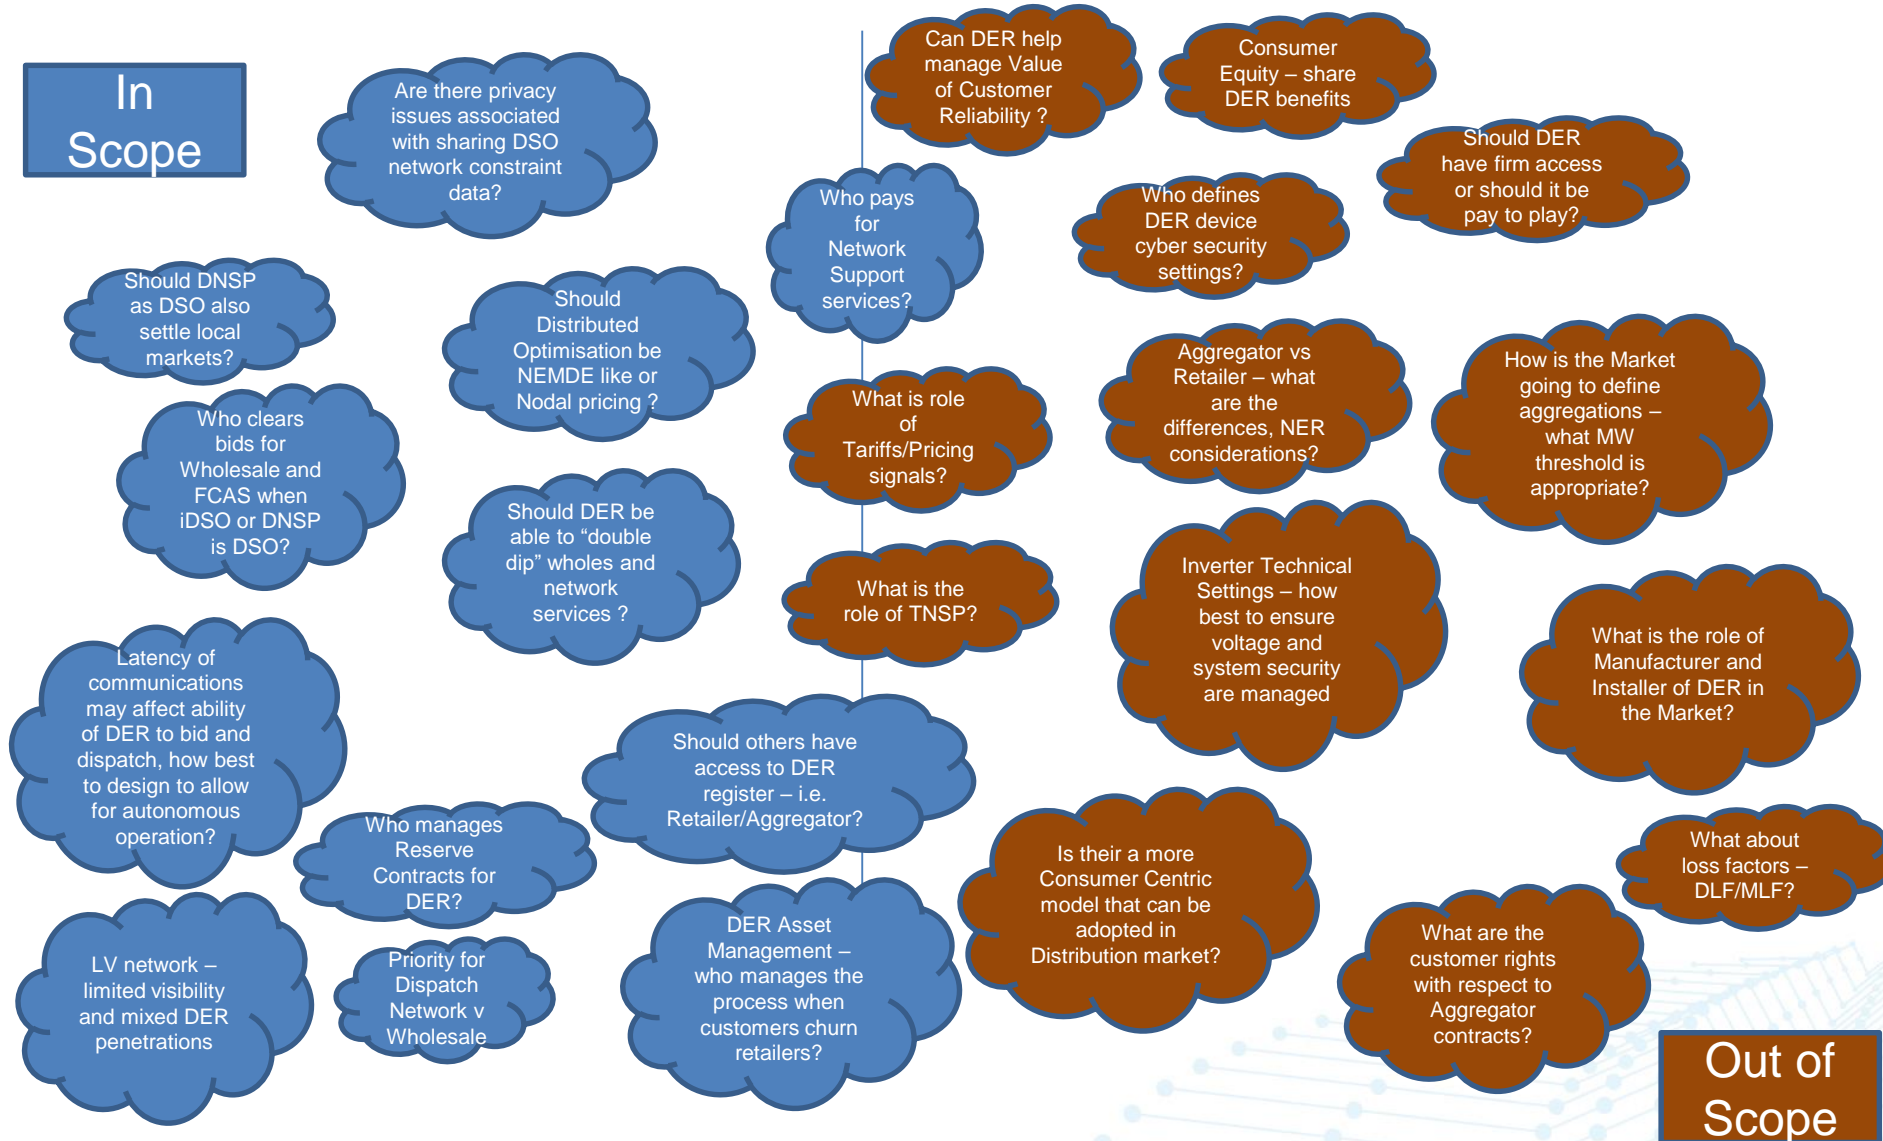 In
Scope
Are there privacy
issues associated
with sharing DSO
network constraint
data?
Can DER help
manage Value
of Customer
Reliability ?
Consumer
Equity – share
DER benefits
Should DER
have firm access
or should it be
pay to play?
Who pays
for
Network
Support
services?
Who defines
DER device
cyber security
settings?
Should DNSP
as DSO also
settle local
markets?
Should
Distributed
Optimisation be
NEMDE like or
Nodal pricing ?
What is role
of
Tariffs/Pricing
signals?
Aggregator vs
Retailer – what
are the
differences, NER
considerations?
How is the Market
going to define
aggregations –
what MW
threshold is
appropriate?
Who clears
bids for
Wholesale and
FCAS when
iDSO or DNSP
is DSO?
Should DER be
able to “double
dip” wholes and
network
services ?
What is the
role of TNSP?
Inverter Technical
Settings – how
best to ensure
voltage and
system security
are managed
What is the role of
Manufacturer and
Installer of DER in
the Market?
Latency of
communications
may affect ability
of DER to bid and
dispatch, how best
to design to allow
for autonomous
operation?
Should others have
access to DER
register – i.e.
Retailer/Aggregator?
Who manages
Reserve
Contracts for
DER?
Is their a more
Consumer Centric
model that can be
adopted in
Distribution market?
What about
loss factors –
DLF/MLF?
LV network –
limited visibility
and mixed DER
penetrations
Priority for
Dispatch
Network v
Wholesale
DER Asset
Management –
who manages the
process when
customers churn
retailers?
What are the
customer rights
with respect to
Aggregator
contracts?
Out of
Scope